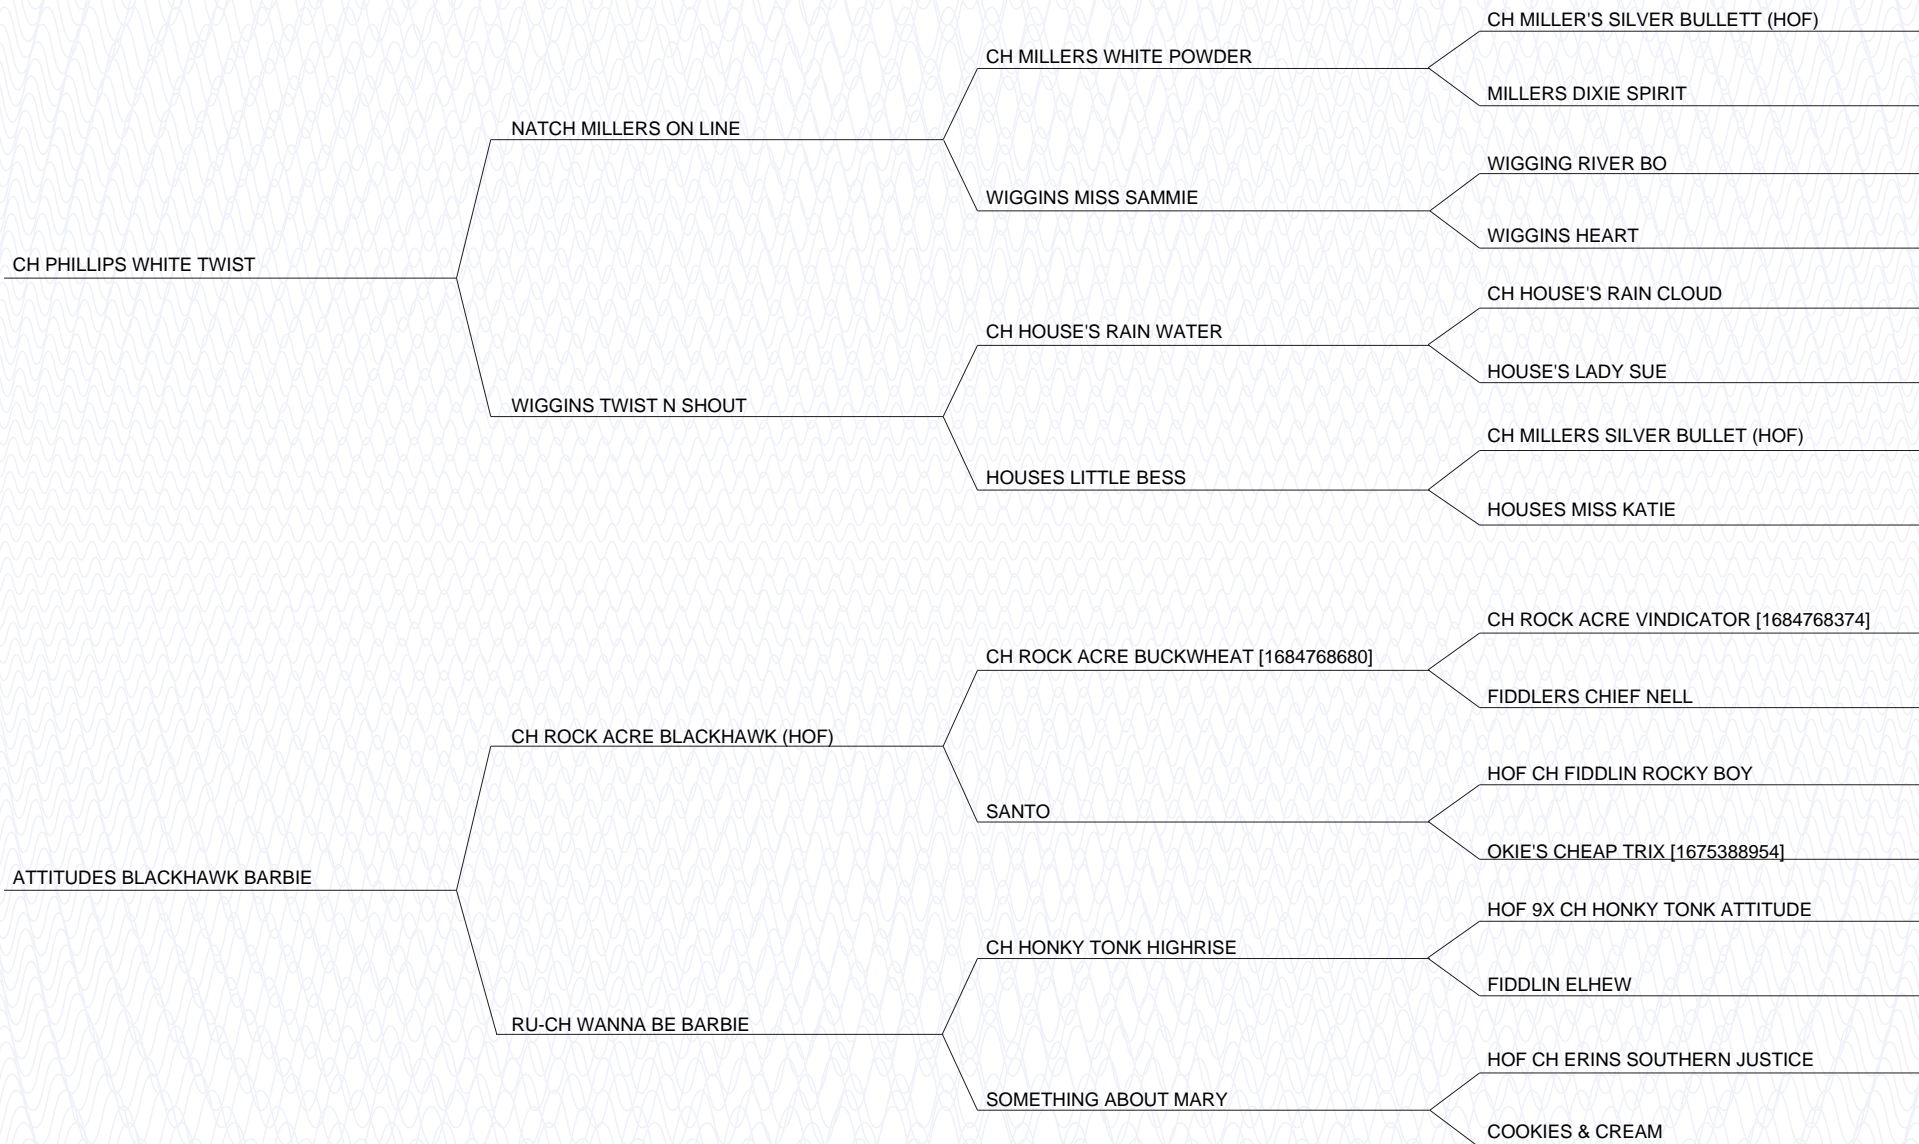 CH MILLER'S SILVER BULLETT (HOF)
CH MILLERS WHITE POWDER
MILLERS DIXIE SPIRIT
NATCH MILLERS ON LINE
WIGGING RIVER BO
WIGGINS MISS SAMMIE
WIGGINS HEART
CH PHILLIPS WHITE TWIST
CH HOUSE'S RAIN CLOUD
CH HOUSE'S RAIN WATER
HOUSE'S LADY SUE
WIGGINS TWIST N SHOUT
CH MILLERS SILVER BULLET (HOF)
HOUSES LITTLE BESS
HOUSES MISS KATIE
CH ROCK ACRE VINDICATOR [1684768374]
CH ROCK ACRE BUCKWHEAT [1684768680]
FIDDLERS CHIEF NELL
CH ROCK ACRE BLACKHAWK (HOF)
HOF CH FIDDLIN ROCKY BOY
SANTO
OKIE'S CHEAP TRIX [1675388954]
ATTITUDES BLACKHAWK BARBIE
HOF 9X CH HONKY TONK ATTITUDE
CH HONKY TONK HIGHRISE
FIDDLIN ELHEW
RU-CH WANNA BE BARBIE
HOF CH ERINS SOUTHERN JUSTICE
SOMETHING ABOUT MARY
COOKIES & CREAM